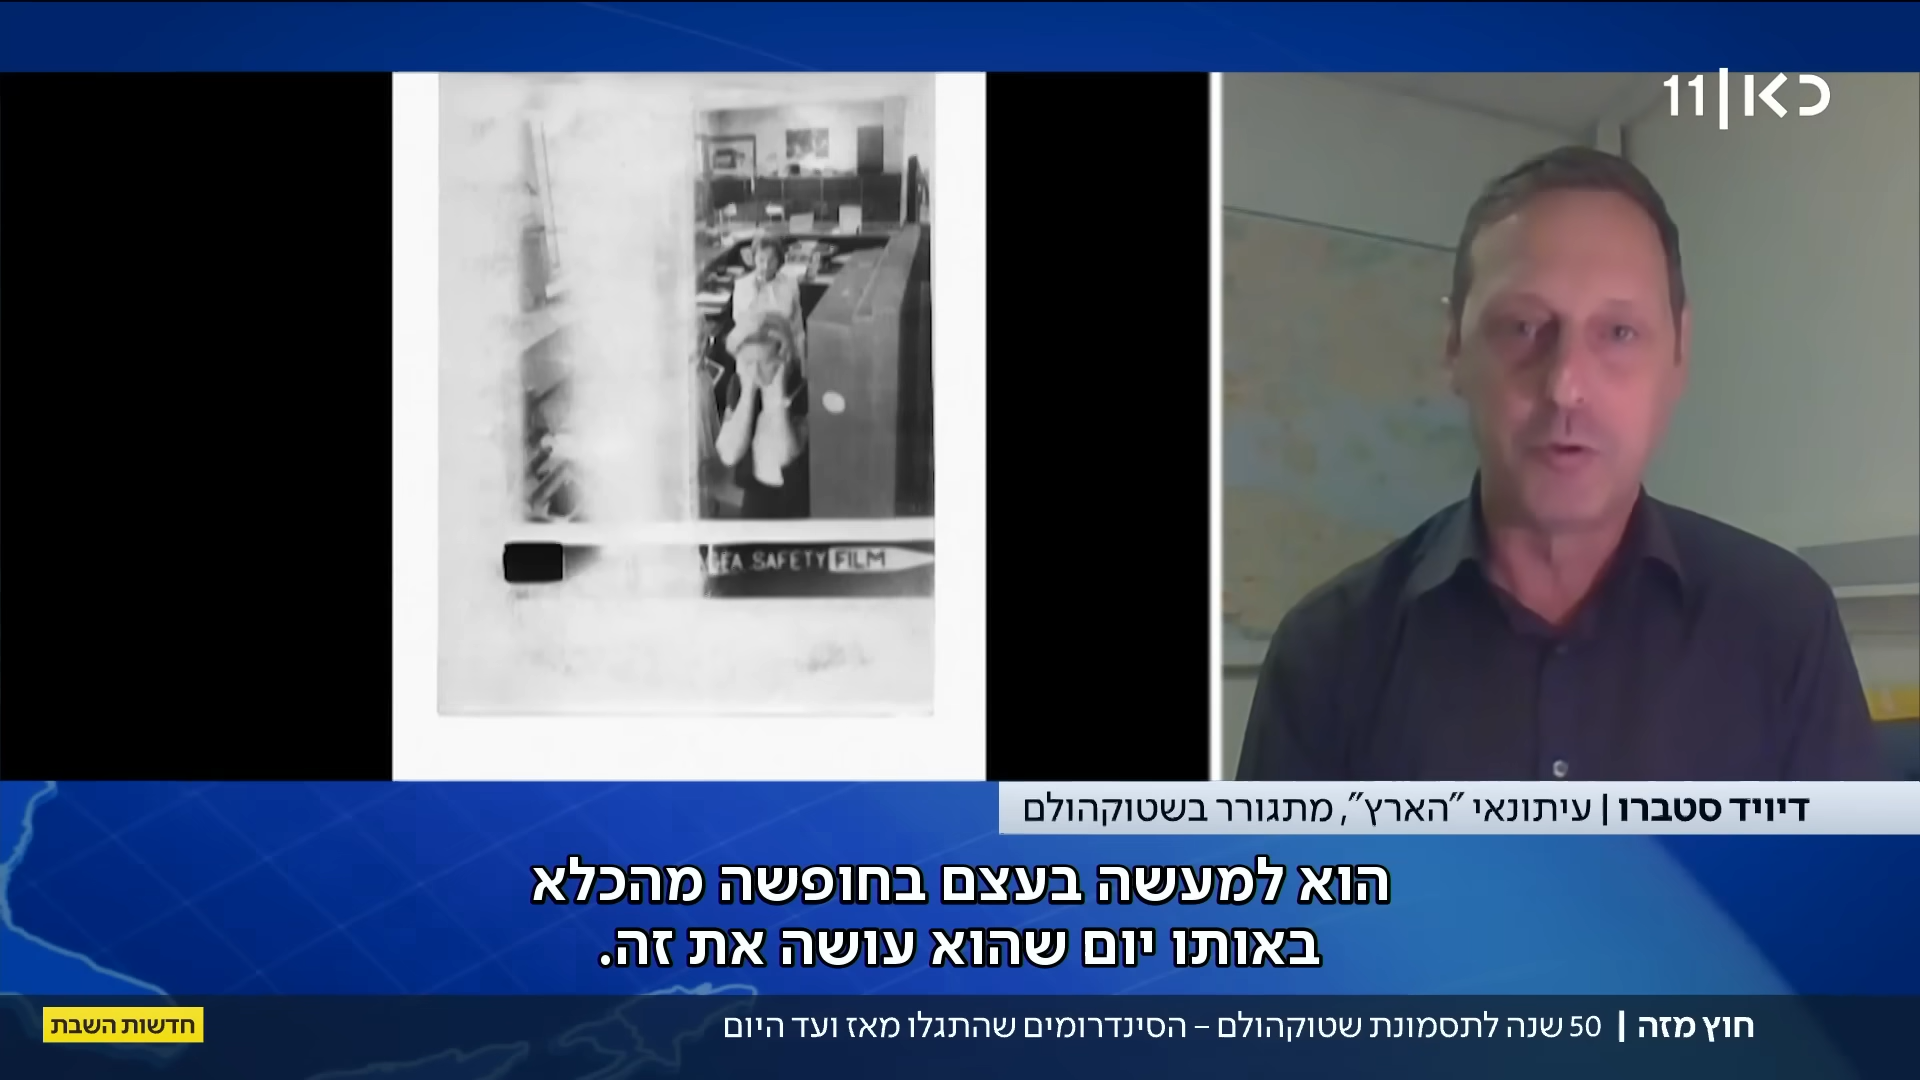 כאן|11
GEA SAFETY FILM
דיויד סטברו | עיתונאי "הארץ", מתגורר בשטוקהולם
הוא למעשה בעצם בחופשה מהכלא
באותו יום שהוא עושה את זה.
חוץ מזה | 50 שנה לתסמונת שטוקהולם – הסינדרומים שהתגלו מאז ועד היום
חדשות השבת